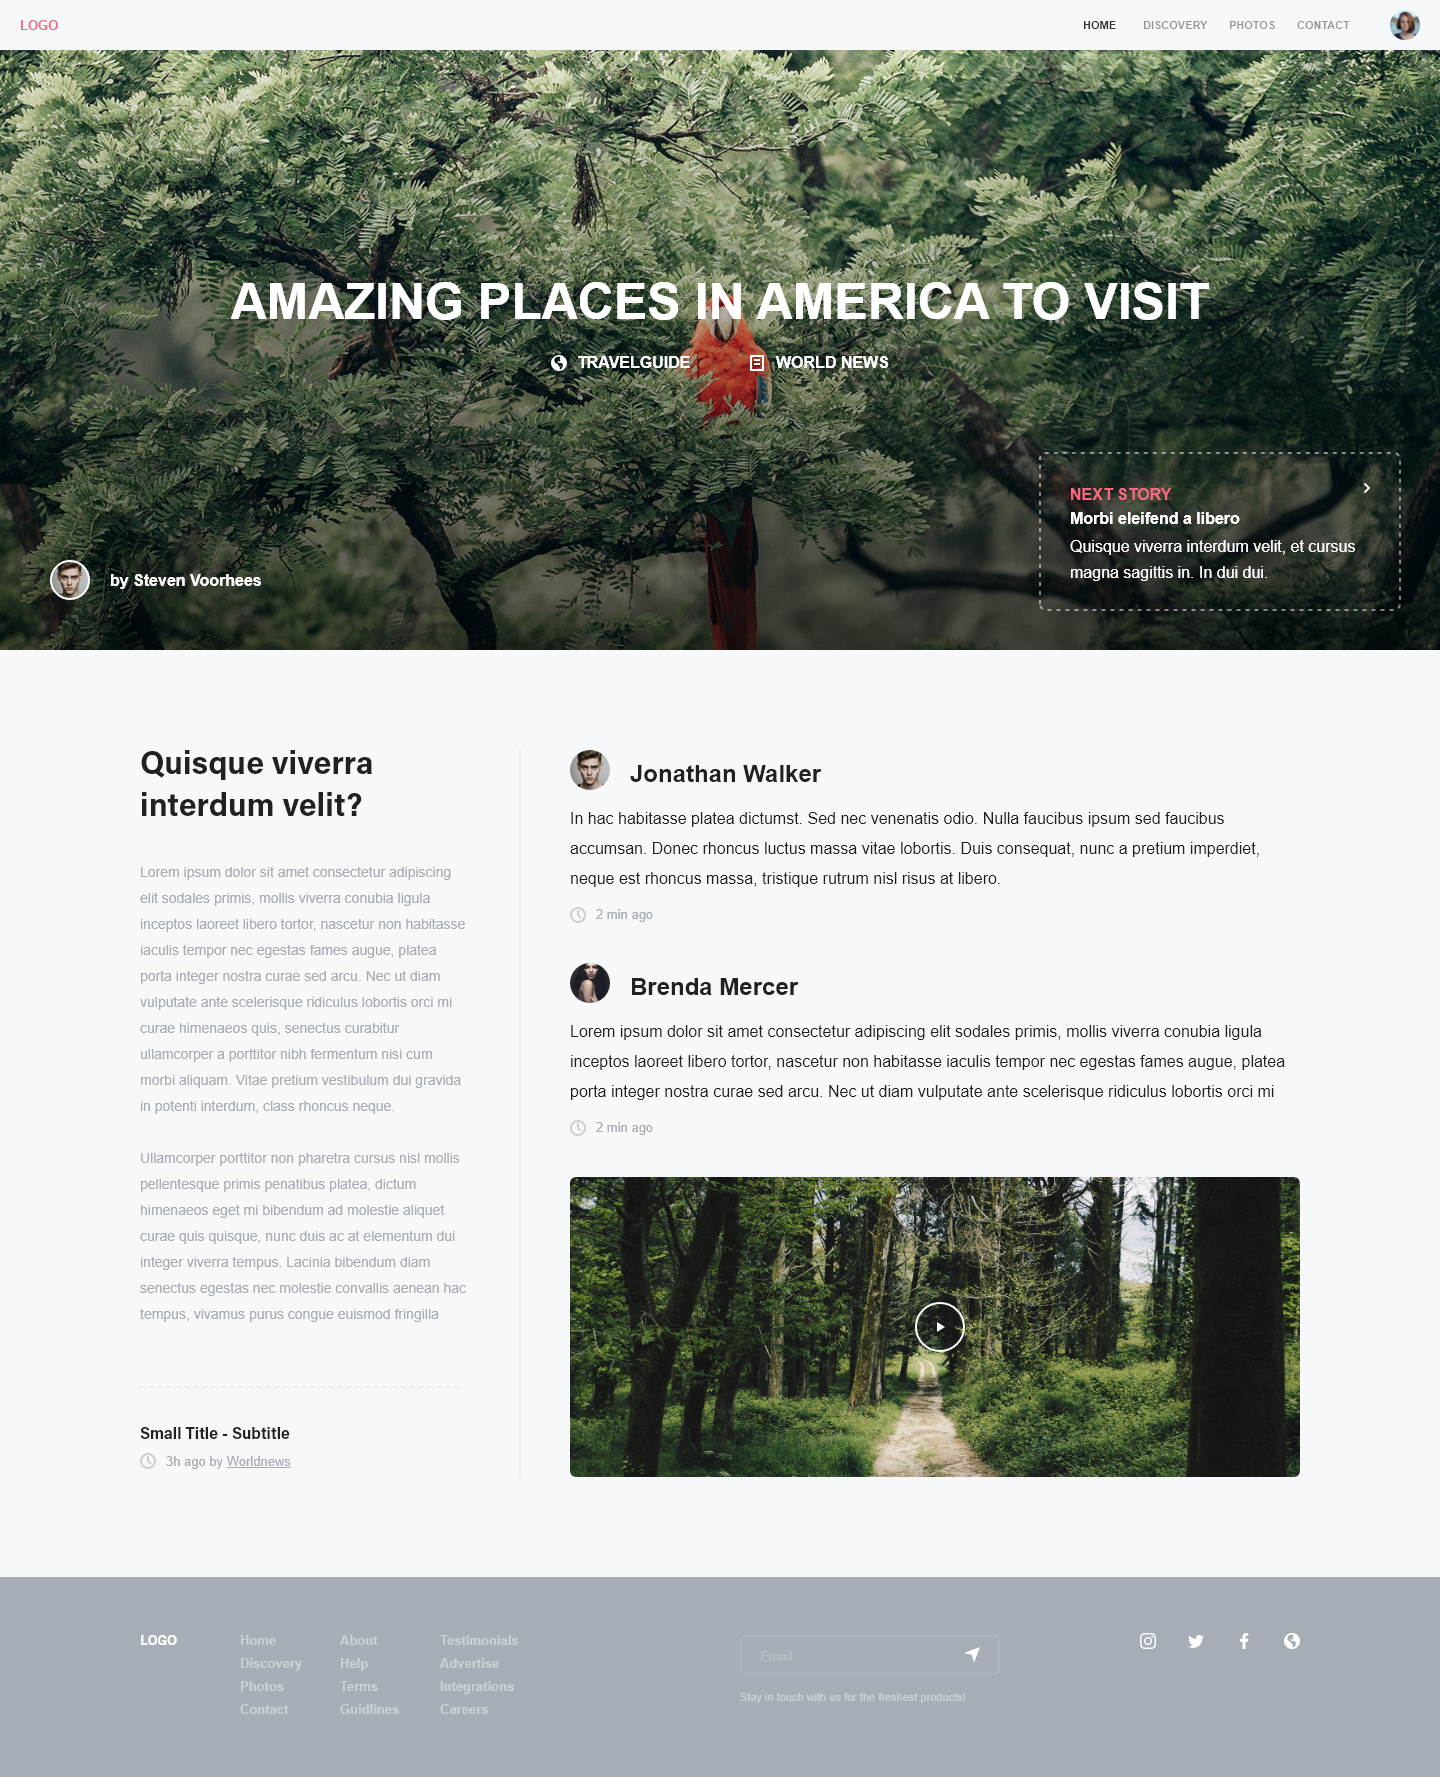 LOGO
HOME DISCOVERY PHOTOS CONTACT
AMAZING PLACES IN AMERICA TO VISIT
TRAVELGUIDE WORLD NEWS
NEXT STORY
Morbi eleifend a libero
Quisque viverra interdum velit, et cursus
magna sagittis in. In dui dui.
by Steven Voorhees
Quisque viverra
interdum velit?
Lorem ipsum dolor sit amet consectetur adipiscing
elit sodales primis, mollis viverra conubia ligula
inceptos laoreet libero tortor, nascetur non habitasse
iaculis tempor nec egestas fames augue, platea
porta integer nostra curae sed arcu. Nec ut diam
vulputate ante scelerisque ridiculus lobortis orci mi
curae himenaeos quis, senectus curabitur
ullamcorper a porttitor nibh fermentum nisi cum
morbi aliquam. Vitae pretium vestibulum dui gravida
in potenti interdum, class rhoncus neque.
Ullamcorper porttitor non pharetra cursus nisl mollis
pellentesque primis penatibus platea, dictum
himenaeos eget mi bibendum ad molestie aliquet
curae quis quisque, nunc duis ac at elementum dui
integer viverra tempus. Lacinia bibendum diam
senectus egestas nec molestie convallis aenean hac
tempus, vivamus purus congue euismod fringilla
Small Title - Subtitle
3h ago by Worldnews
Jonathan Walker
In hac habitasse platea dictumst. Sed nec venenatis odio. Nulla faucibus ipsum sed faucibus
accumsan. Donec rhoncus luctus massa vitae lobortis. Duis consequat, nunc a pretium imperdiet,
neque est rhoncus massa, tristique rutrum nisl risus at libero.
2 min ago
Brenda Mercer
Lorem ipsum dolor sit amet consectetur adipiscing elit sodales primis, mollis viverra conubia ligula
inceptos laoreet libero tortor, nascetur non habitasse iaculis tempor nec egestas fames augue, platea
porta integer nostra curae sed arcu. Nec ut diam vulputate ante scelerisque ridiculus lobortis orci mi
2 min ago
LOGO
Home
Discovery
Photos
Contact
About
Help
Terms
Guidlines
Testimonials
Advertise
Integrations
Careers
Email
Stay in touch with us for the freshest products!